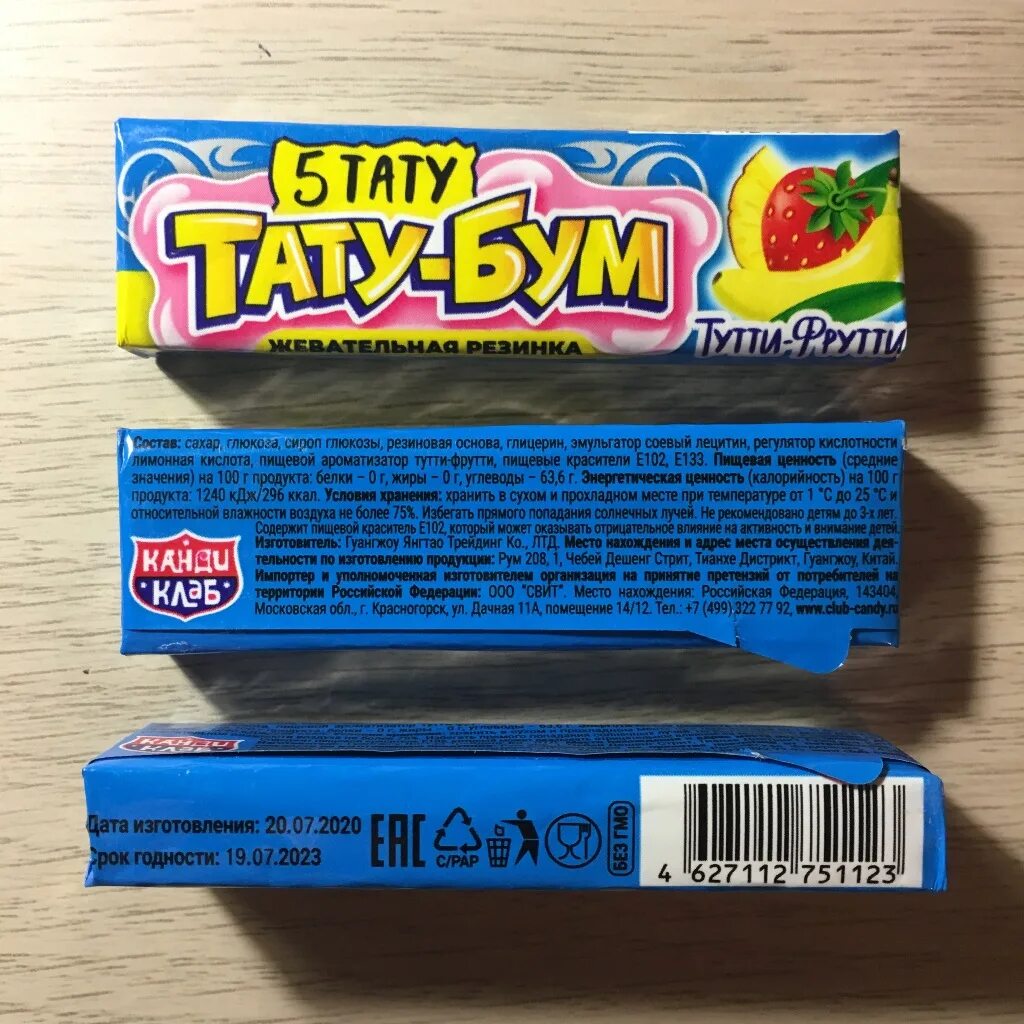 5 ТАТУ
ТАТУ-БУМ
ЖЕВАТЕЛЬНАЯ РЕЗИНКА
ТУТТИ-ФРУТТИ
Состав: сахар, глюкоза, сироп глюкозы, резиновая основа, глицерин, эмульгатор соевый лецитин, регулятор кислотности
лимонная кислота, пищевой ароматизатор тутти-фрутти, пищевые красители Е102, Е133. Пищевая ценность (средние
значения) на 100 г продукта: белки – 0 г, жиры – 0 г, углеводы – 63,6 г. Энергетическая ценность (калорийность) на 100 г
продукта: 1240 кДж/296 ккал. Условия хранения: хранить в сухом и прохладном месте при температуре от 1 °С до 25 °С и
относительной влажности воздуха не более 75%. Избегать прямого попадания солнечных лучей. Не рекомендовано детям до 3-х лет.
Содержит пищевой краситель Е102, который может оказывать отрицательное влияние на активность и внимание детей.
Изготовитель: Гуангжоу Янгтао Трейдинг Ко., ЛТД. Место нахождения и адрес места осуществления дея-
тельности по изготовлению продукции: Рум 208, 1, Чебей Дешенг Стрит, Тианхе Дистрикт, Гуангжоу, Китай.
Импортер и уполномоченная изготовителем организация на принятие претензий от потребителей на
территории Российской Федерации: ООО "СВИТ". Место нахождения: Российская Федерация, 143404,
Московская обл., г. Красногорск, ул. Дачная 11А, помещение 14/12. Тел.: +7 (499) 322 77 92, www.club-candy.ru
КАНДИ
КЛАБ
КАНДИ
КЛАБ
Дата изготовления: 20.07.2020
Срок годности: 19.07.2023
ЕАС
C/PAP
БЕЗ ГМО
4 627112 751123